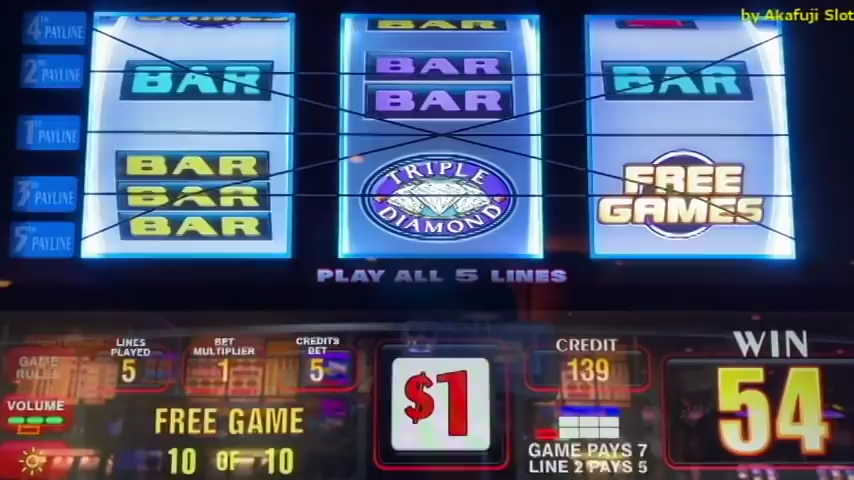 by Akafuji Slot
4TH PAYLINE
GAMES
BAR
2ND PAYLINE
BAR
BAR
BAR
BAR
1ST PAYLINE
BAR
BAR
BAR
3RD PAYLINE
TRIPLE
DIAMOND
FREE
GAMES
5TH PAYLINE
PLAY ALL 5 LINES
GAME
RULES
LINES
PLAYED
5
BET
MULTIPLIER
1
CREDITS
BET
5
$1
CREDIT
139
WIN
54
VOLUME
FREE GAME
10 OF 10
GAME PAYS 7
LINE 2 PAYS 5